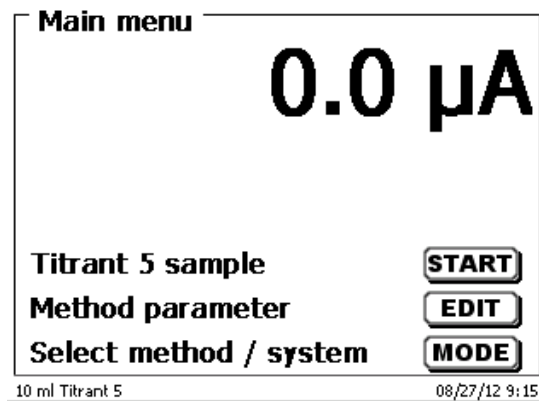 Main menu
0.0 µA
Titrant 5 sample START
Method parameter EDIT
Select method / system MODE
10 ml Titrant 5 08/27/12 9:15